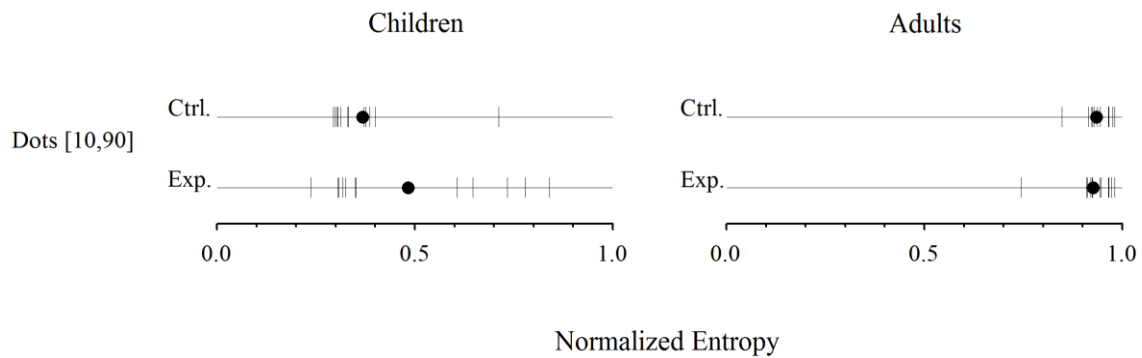 Children
Adults
Ctrl.
Ctrl.
Dots [10,90]
Exp.
Exp.
0.0
0.5
1.0
0.0
0.5
1.0
Normalized Entropy